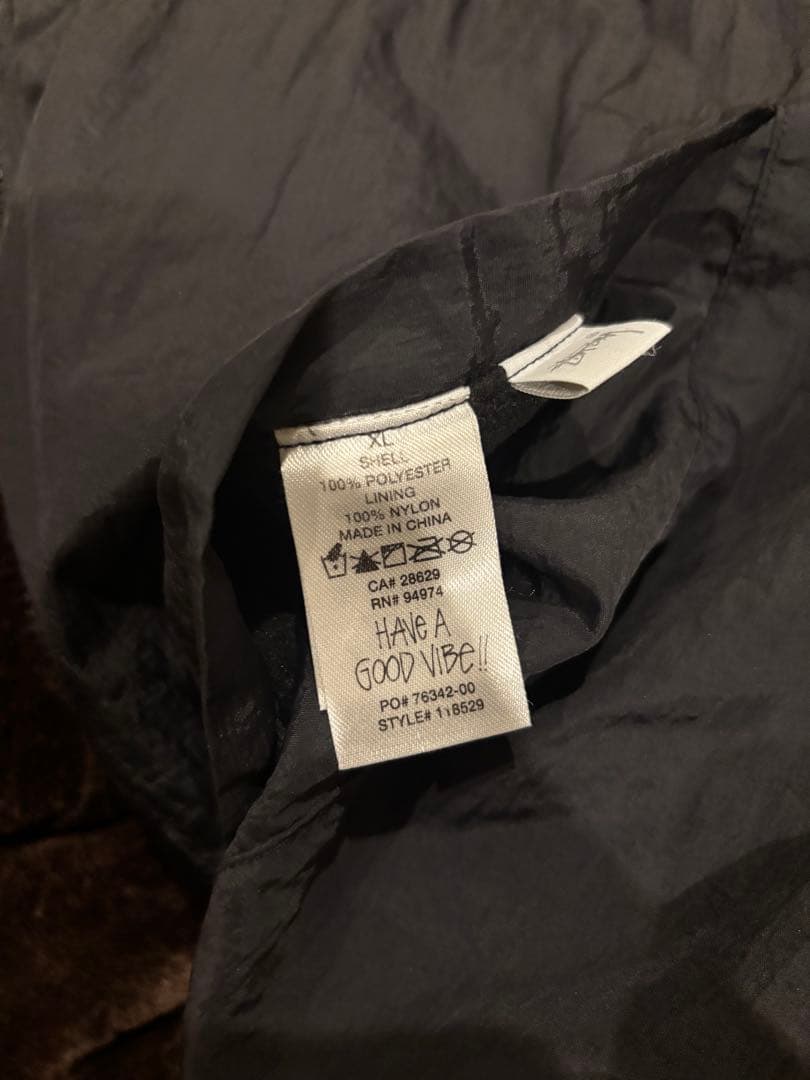 XL
SHELL
100% POLYESTER
LINING
100% NYLON
MADE IN CHINA
CA# 28629
RN# 94974
HAVE A
GOOD VIBE!!
PO# 76342-00
STYLE# 118529